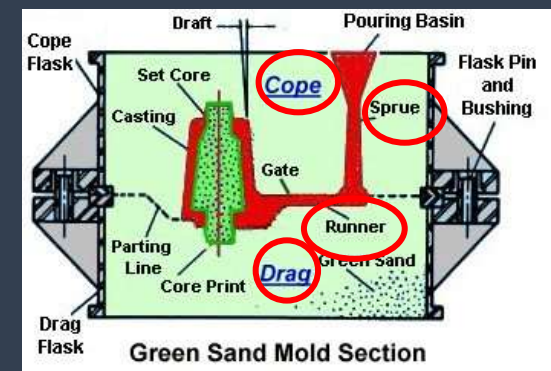 Draft
Pouring Basin
Cope
Flask
Set Core
Cope
Flask Pin
and
Bushing
Casting
Sprue
Gate
Parting
Line
Runner
Core Print
Drag
Green Sand
Drag
Flask
Green Sand Mold Section